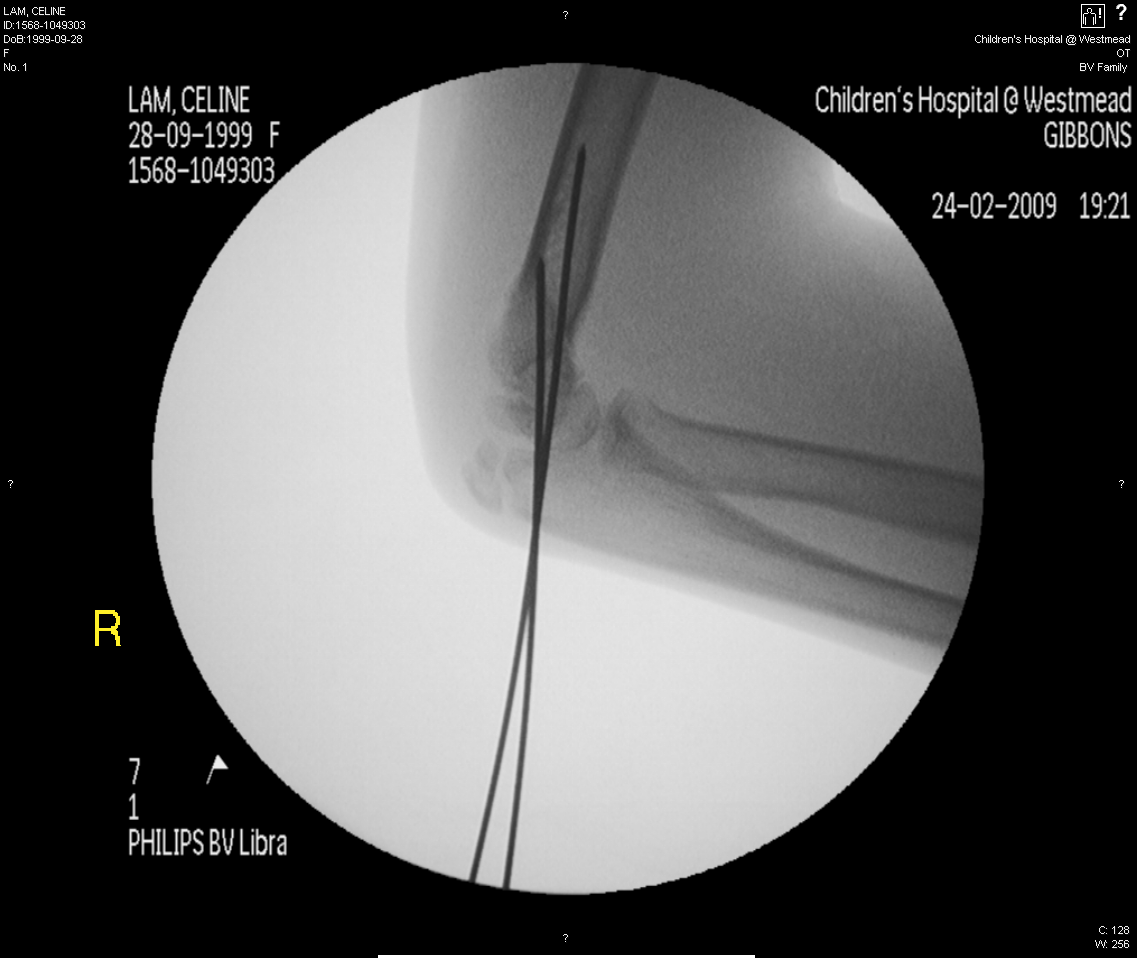 LAM, CELINE
ID:1568-1049303
DoB:1999-09-28
F
No. 1
?
!
?
Children's Hospital @ Westmead
OT
BV Family
LAM, CELINE
28-09-1999 F
1568-1049303
Children's Hospital @ Westmead
GIBBONS
24-02-2009 19:21
?
?
R
7
1
PHILIPS BV Libra
?
C: 128
W: 256